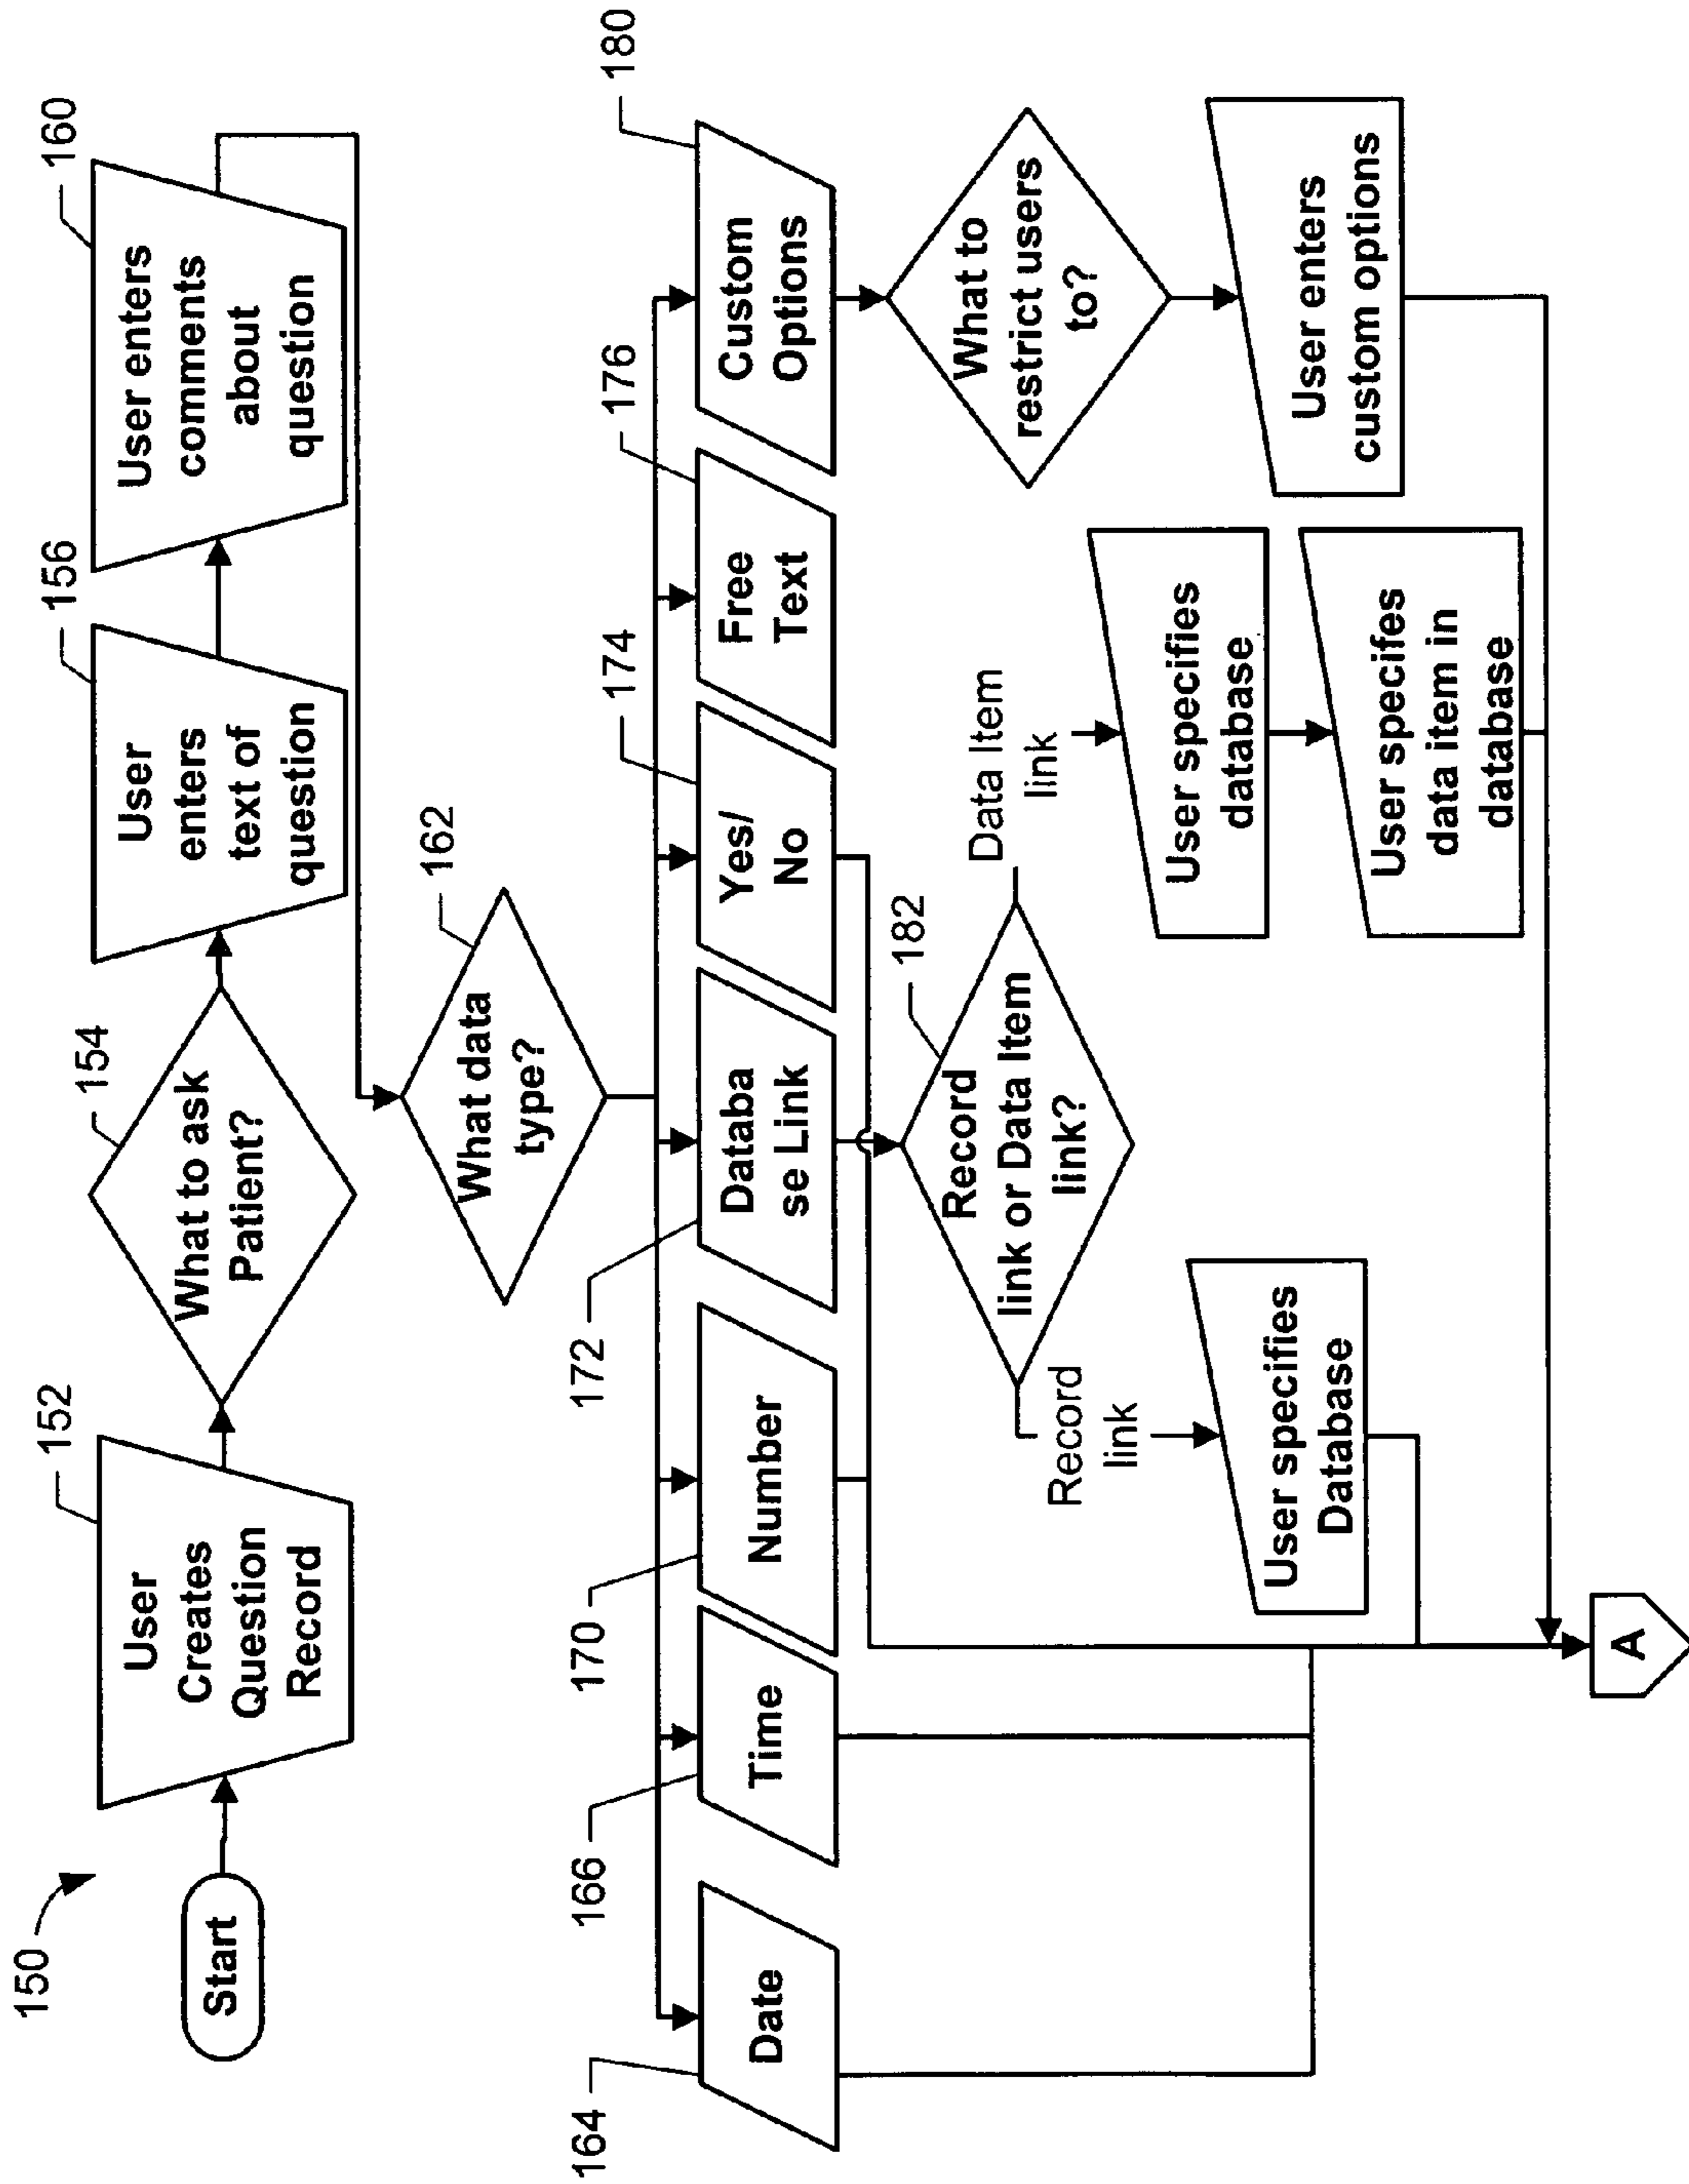 150
Start
152
User
Creates
Question
Record
154
What to ask
Patient?
156
User
enters
text of
question
160
User enters
comments
about
question
162
What data
type?
164
Date
166
Time
170
Number
172
Databa
se Link
174
Yes/
No
176
Free
Text
180
Custom
Options
182
Record
link or Data Item
link?
Record
link
User specifies
Database
Data Item
link
User specifies
database
User specifes
data item in
database
What to
restrict users
to?
User enters
custom options
A